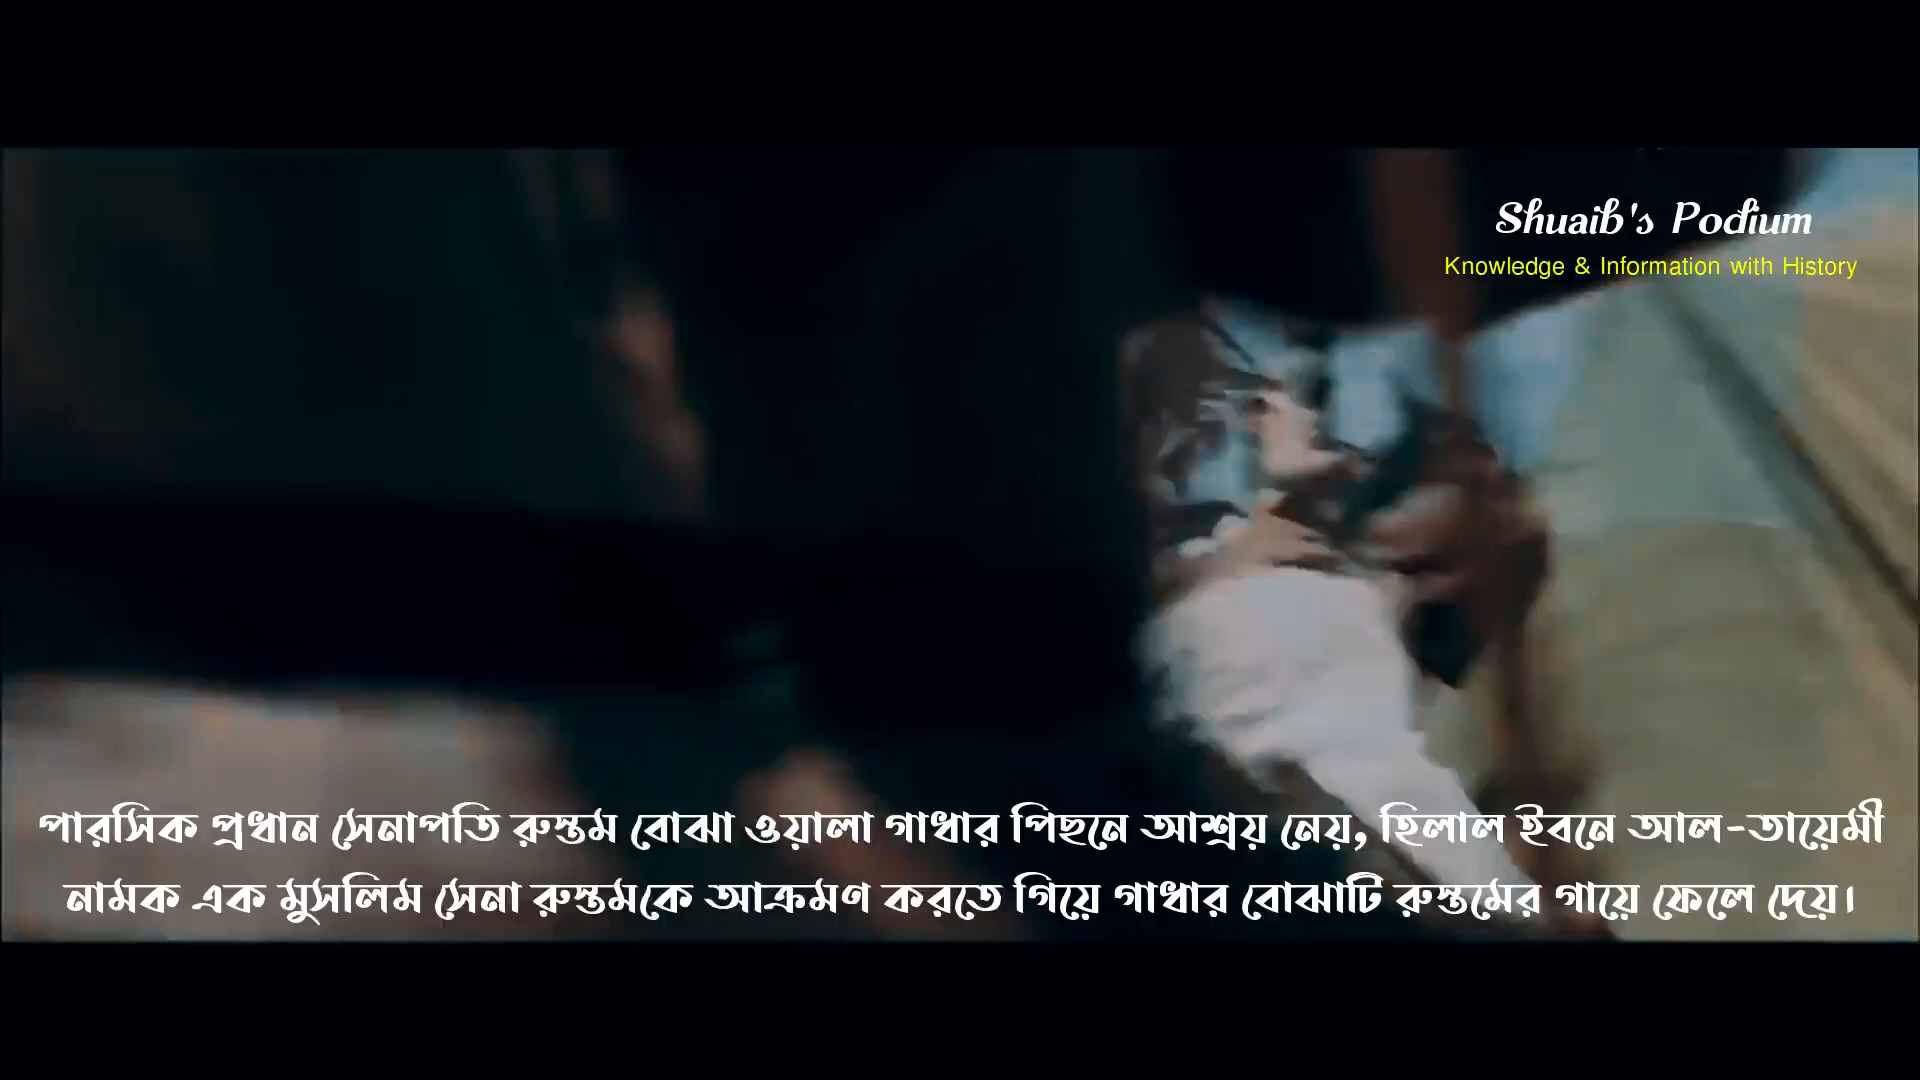 Shuaib's Podium
Knowledge & Information with History
পারসিক প্রধান সেনাপতি রুস্তম বোঝা ওয়ালা গাধার পিছনে আশ্রয় নেয়, হিলাল ইবনে আল-তায়েমী
নামক এক মুসলিম সেনা রুস্তমকে আক্রমণ করতে গিয়ে গাধার বোঝাটি রুস্তমের গায়ে ফেলে দেয়।